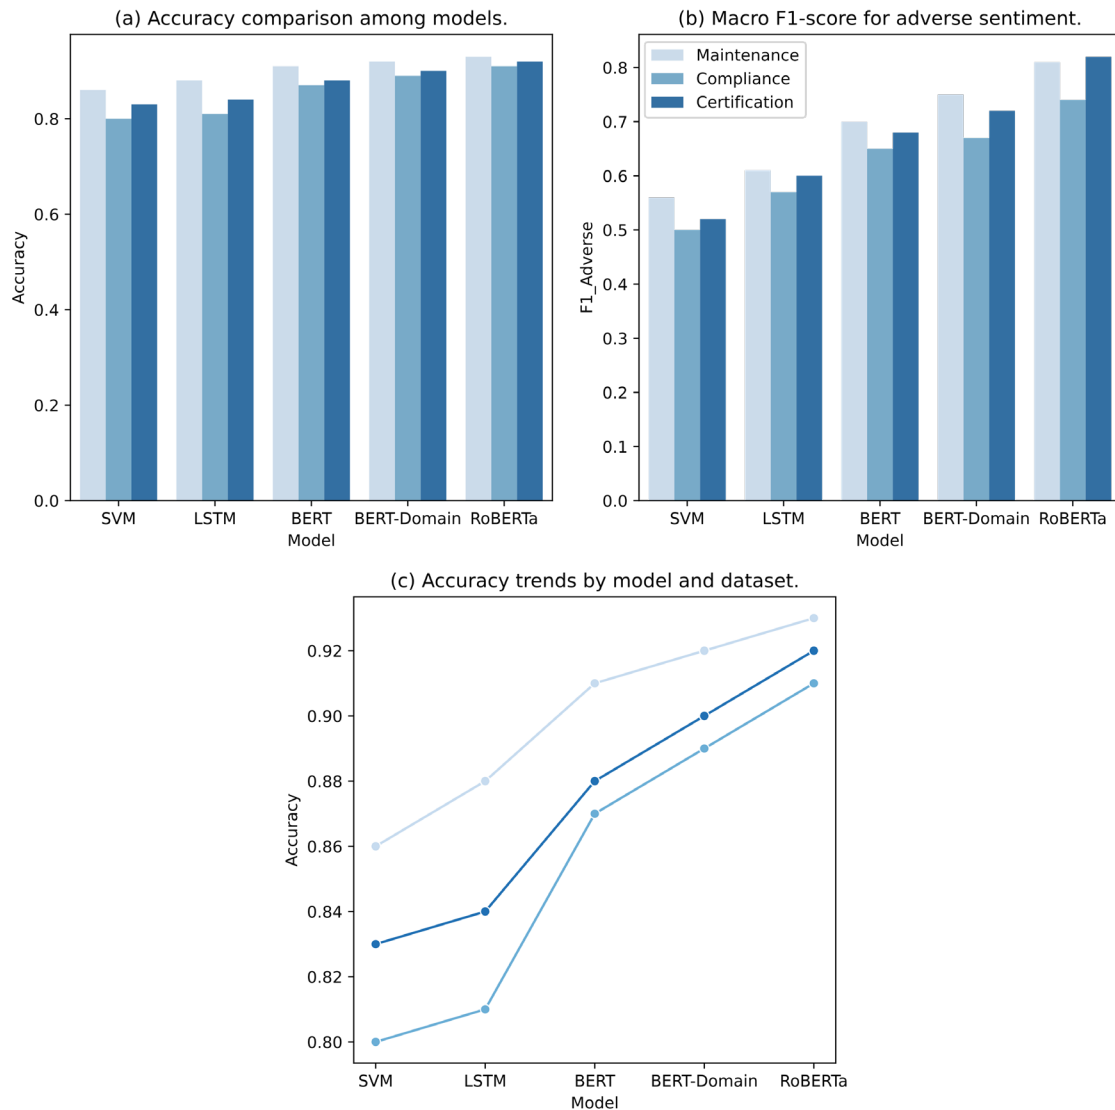 (a) Accuracy comparison among models.
0.8
0.6
0.4
0.2
0.0
Accuracy
SVM LSTM BERT BERT-Domain RoBERTa
Model
(b) Macro F1-score for adverse sentiment.
Maintenance
Compliance
Certification
0.8
0.7
0.6
0.5
0.4
0.3
0.2
0.1
0.0
F1_Adverse
SVM LSTM BERT BERT-Domain RoBERTa
Model
(c) Accuracy trends by model and dataset.
0.92
0.90
0.88
0.86
0.84
0.82
0.80
Accuracy
SVM LSTM BERT BERT-Domain RoBERTa
Model